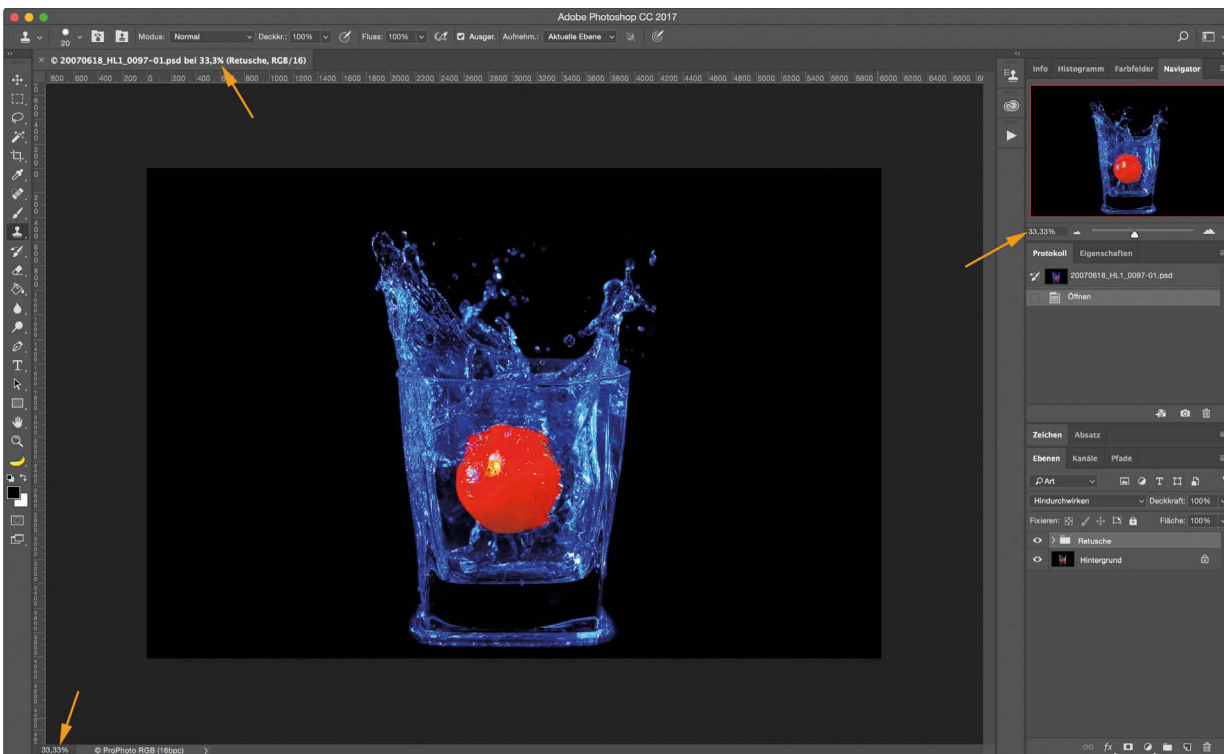 Adobe Photoshop CC 2017
20 Modus: Normal Deckkr.: 100% Fluss: 100% Ausger. Aufnehm.: Aktuelle Ebene
× © 20070618_HL1_0097-01.psd bei 33,3% (Retusche, RGB/16)
800 600 400 200 0 200 400 600 800 1000 1200 1400 1600 1800 2000 2200 2400 2600 2800 3000 3200 3400 3600 3800 4000 4200 4400 4600 4800 5000 5200 5400 5600 5800 6000 6200 6400 6600 6800
Info Histogramm Farbfelder Navigator
33,33%
Protokoll Eigenschaften
20070618_HL1_0097-01.psd
Öffnen
Zeichen Absatz
Ebenen Kanäle Pfade
Art
Hindurchwirken Deckkraft: 100%
Fixieren: Fläche: 100%
Retusche
Hintergrund
33,33% © ProPhoto RGB (16bpc)